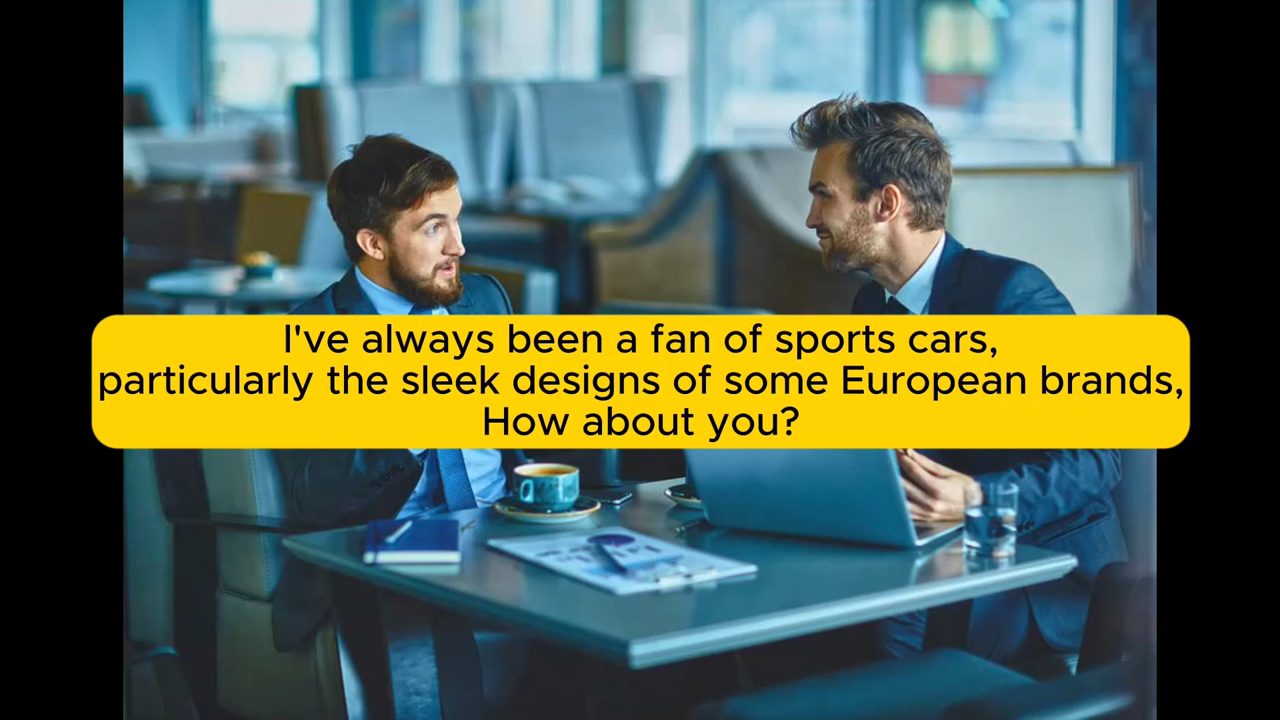 I've always been a fan of sports cars,
particularly the sleek designs of some European brands,
How about you?